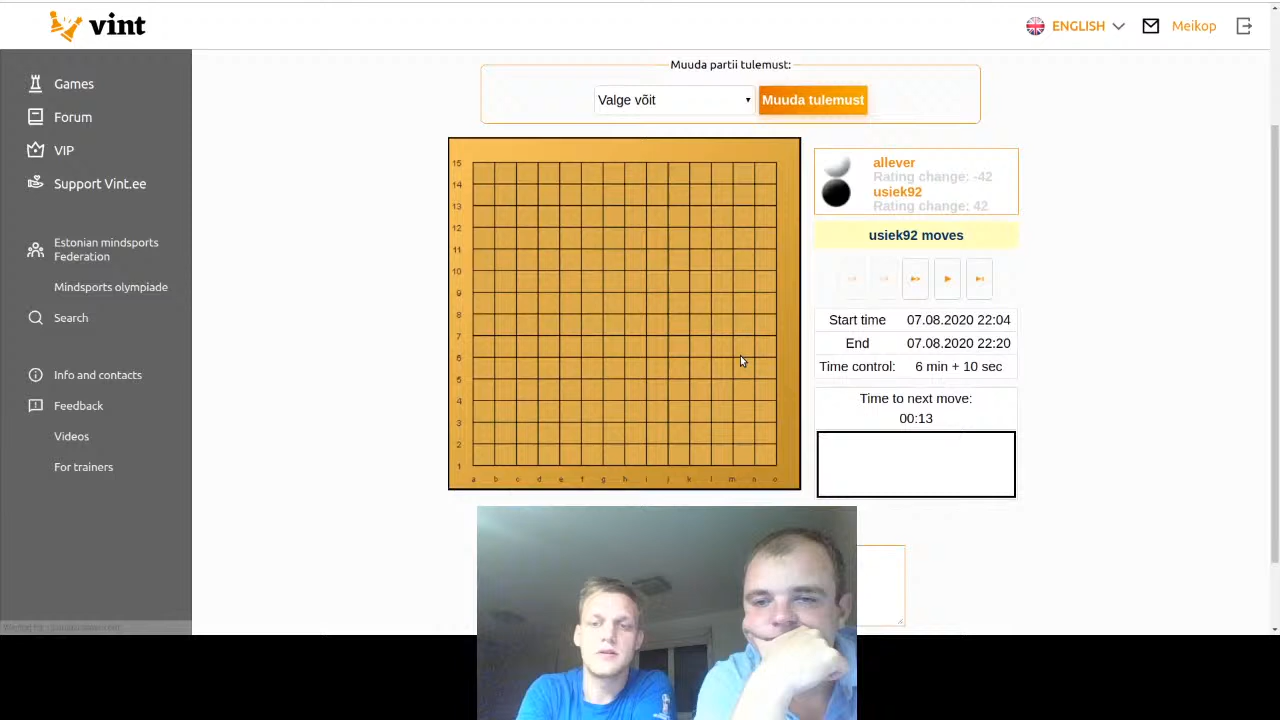 vint
ENGLISH
Meikop
Games
Forum
VIP
Support Vint.ee
Estonian mindsports
Federation
Mindsports olympiade
Search
Info and contacts
Feedback
Videos
For trainers
Muuda partii tulemust:
Valge võit
Muuda tulemust
15
14
13
12
11
10
9
8
7
6
5
4
3
2
1
a b c d e f g h i j k l m n o
allever
Rating change: -42
usiek92
Rating change: 42
usiek92 moves
Start time 07.08.2020 22:04
End 07.08.2020 22:20
Time control: 6 min + 10 sec
Time to next move:
00:13